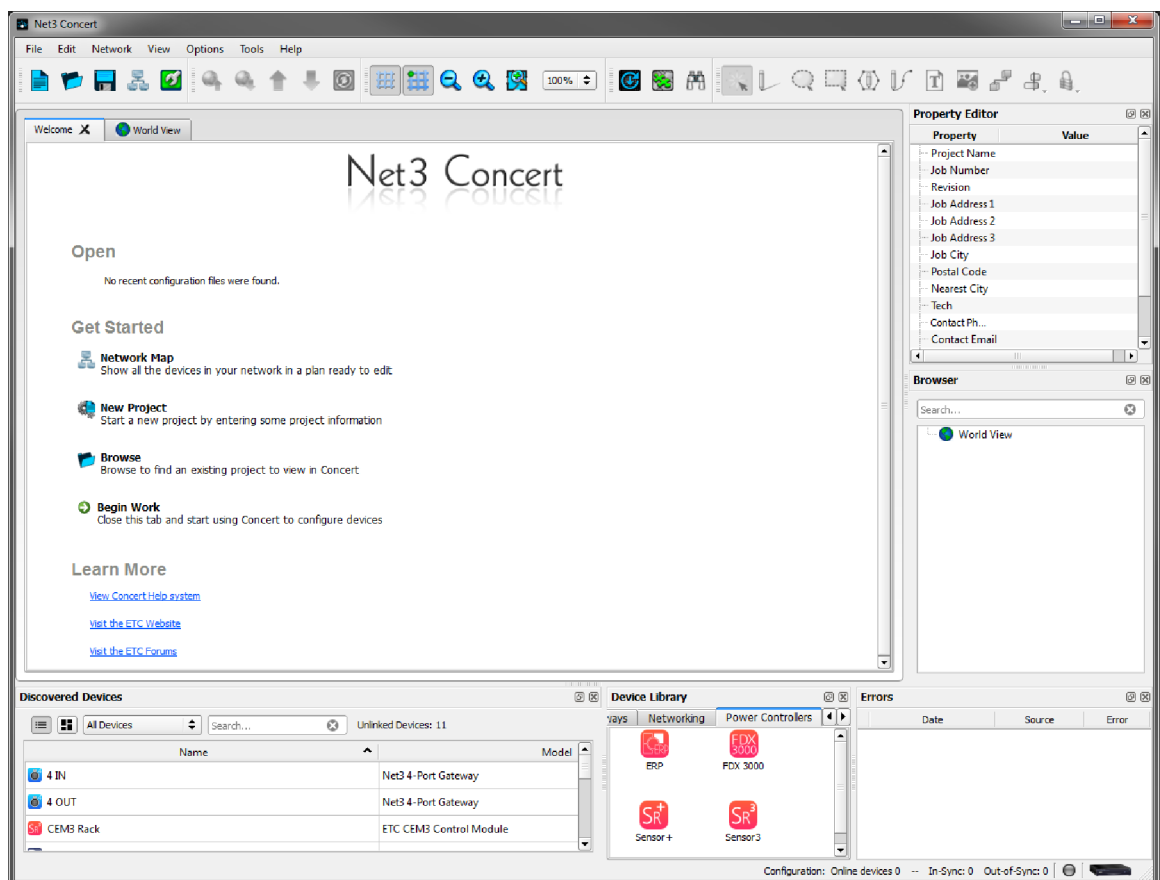 Net3 Concert
File Edit Network View Options Tools Help
100%
Welcome X World View
Net3 Concert
Open
No recent configuration files were found.
Get Started
Network Map
Show all the devices in your network in a plan ready to edit
New Project
Start a new project by entering some project information
Browse
Browse to find an existing project to view in Concert
Begin Work
Close this tab and start using Concert to configure devices
Learn More
View Concert Help system
Visit the ETC Website
Visit the ETC Forums
Property Editor
Property Value
Project Name
Job Number
Revision
Job Address 1
Job Address 2
Job Address 3
Job City
Postal Code
Nearest City
Tech
Contact Ph...
Contact Email
Browser
Search...
World View
Discovered Devices
All Devices Search... Unlinked Devices: 11
Name Model
4 IN Net3 4-Port Gateway
4 OUT Net3 4-Port Gateway
SR3 CEM3 Rack ETC CEM3 Control Module
Device Library
ways Networking Power Controllers
ERP FDX 3000
ERP FDX 3000
SR+ SR3
Sensor+ Sensor3
Errors
Date Source Error
Configuration: Online devices 0 -- In-Sync: 0 Out-of-Sync: 0